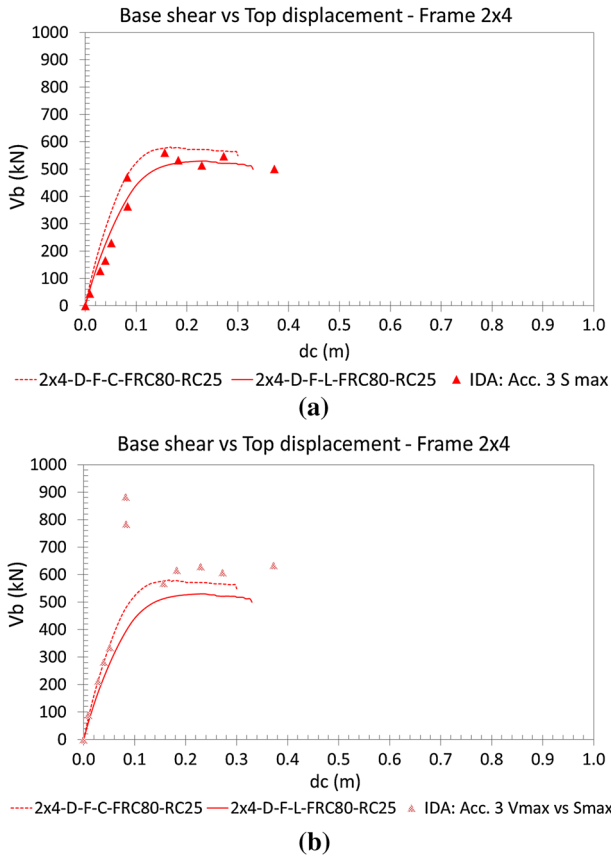 Base shear vs Top displacement - Frame 2x4
1000
900
800
700
600
500
400
300
200
100
0
Vb (kN)
0.0 0.1 0.2 0.3 0.4 0.5 0.6 0.7 0.8 0.9 1.0
dc (m)
2x4-D-F-C-FRC80-RC25 2x4-D-F-L-FRC80-RC25 IDA: Acc. 3 S max
(a)
Base shear vs Top displacement - Frame 2x4
1000
900
800
700
600
500
400
300
200
100
0
Vb (kN)
0.0 0.1 0.2 0.3 0.4 0.5 0.6 0.7 0.8 0.9 1.0
dc (m)
2x4-D-F-C-FRC80-RC25 2x4-D-F-L-FRC80-RC25 IDA: Acc. 3 Vmax vs Smax
(b)